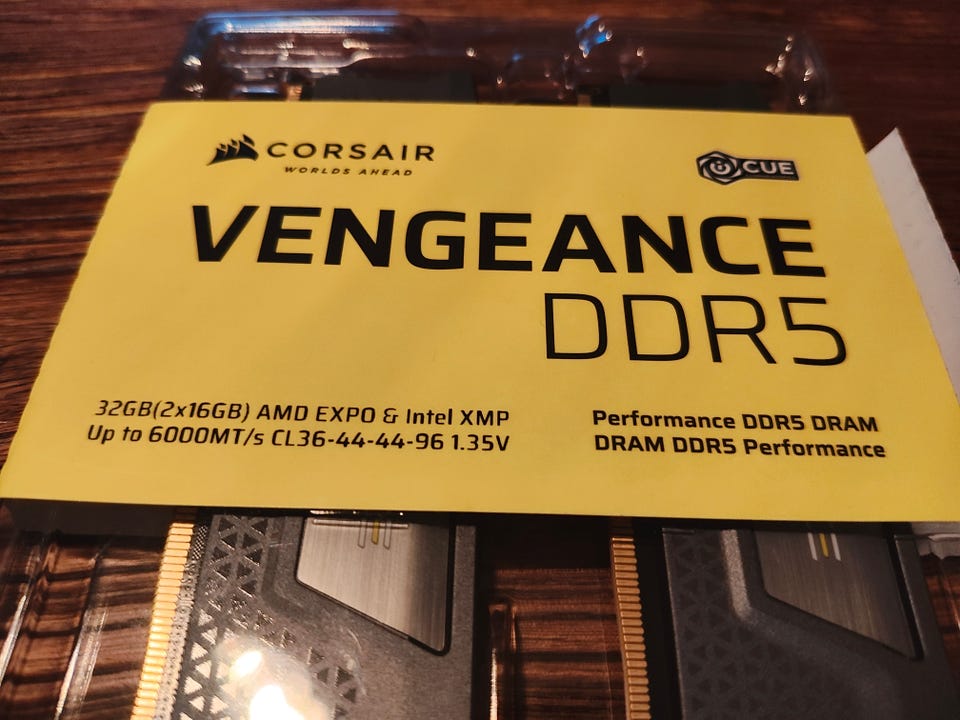 CORSAIR
WORLDS AHEAD
iCUE
VENGEANCE
DDR5
32GB(2x16GB) AMD EXPO & Intel XMP
Up to 6000MT/s CL36-44-44-96 1.35V
Performance DDR5 DRAM
DRAM DDR5 Performance